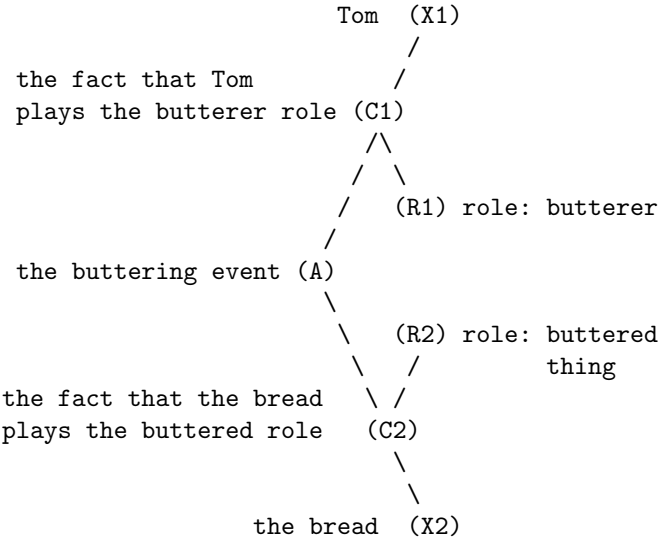 Tom (X1)
the fact that Tom
plays the butterer role (C1)
(R1) role: butterer
the buttering event (A)
(R2) role: buttered
thing
the fact that the bread
plays the buttered role (C2)
the bread (X2)